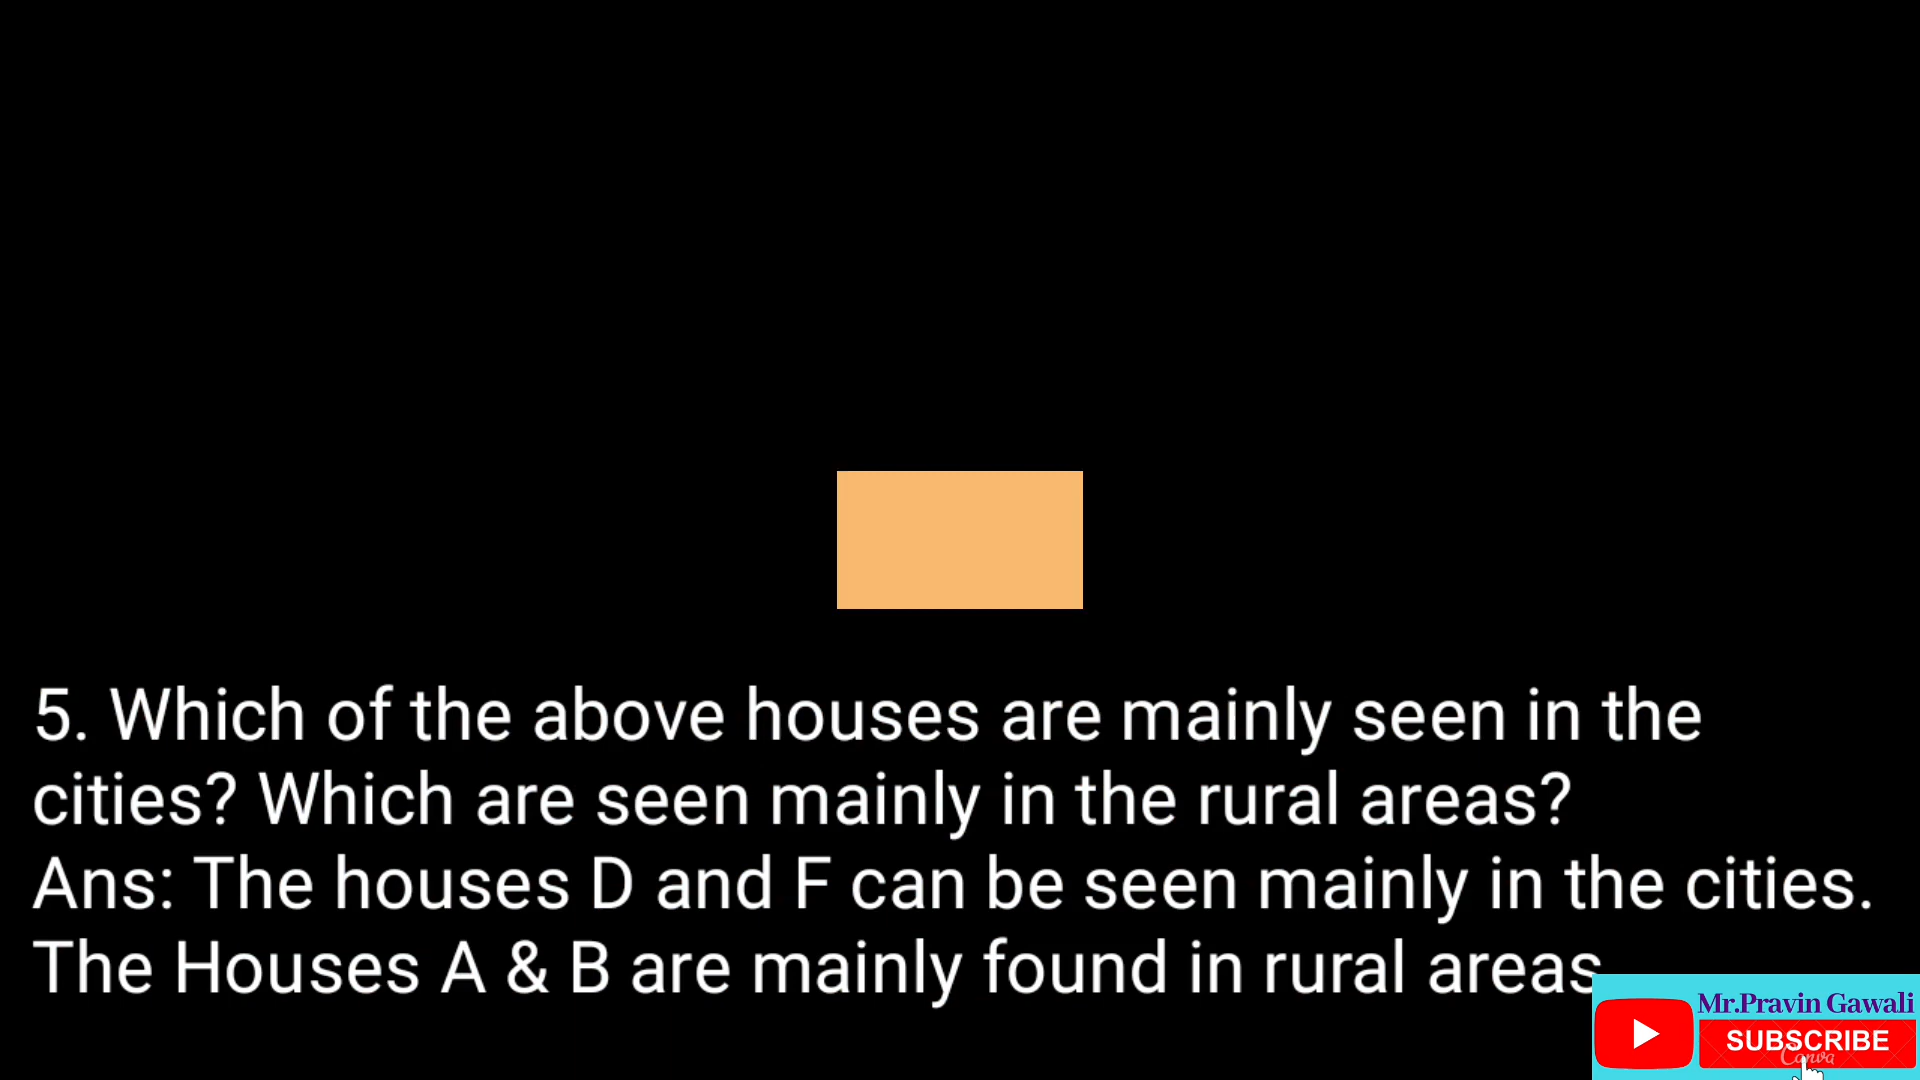 5. Which of the above houses are mainly seen in the
cities? Which are seen mainly in the rural areas?
Ans: The houses D and F can be seen mainly in the cities.
The Houses A & B are mainly found in rural areas
Mr.Pravin Gawali
SUBSCRIBE
Canva